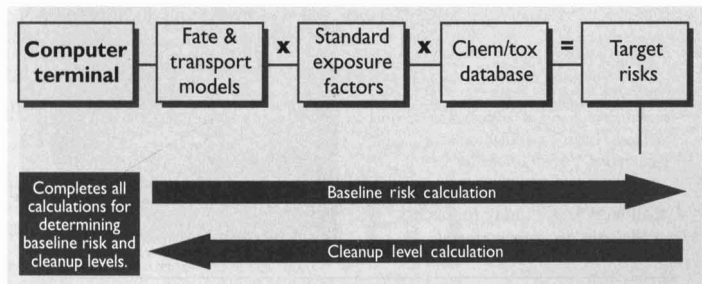 Computer
terminal
Fate &
transport
models
x
Standard
exposure
factors
x
Chem/tox
database
=
Target
risks
Completes all
calculations for
determining
baseline risk and
cleanup levels.
Baseline risk calculation
Cleanup level calculation